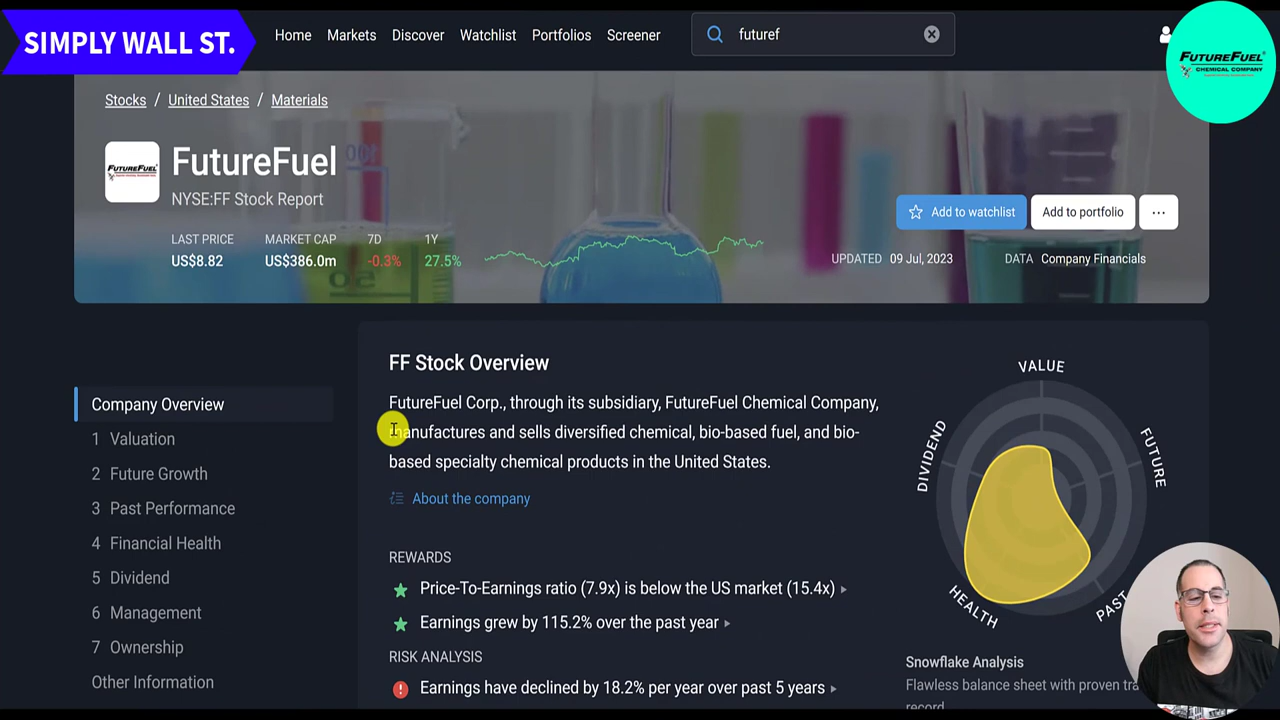 SIMPLY WALL ST.
Home Markets Discover Watchlist Portfolios Screener
futuref
FUTUREFUEL
CHEMICAL COMPANY
Stocks / United States / Materials
FUTUREFUEL
FutureFuel
NYSE:FF Stock Report
LAST PRICE MARKET CAP 7D 1Y
US$8.82 US$386.0m -0.3% 27.5%
Add to watchlist Add to portfolio ...
UPDATED 09 Jul, 2023 DATA Company Financials
Company Overview
1 Valuation
2 Future Growth
3 Past Performance
4 Financial Health
5 Dividend
6 Management
7 Ownership
Other Information
FF Stock Overview
FutureFuel Corp., through its subsidiary, FutureFuel Chemical Company,
manufactures and sells diversified chemical, bio-based fuel, and bio-
based specialty chemical products in the United States.
About the company
REWARDS
Price-To-Earnings ratio (7.9x) is below the US market (15.4x)
Earnings grew by 115.2% over the past year
RISK ANALYSIS
Earnings have declined by 18.2% per year over past 5 years
VALUE
FUTURE
PAST
HEALTH
DIVIDEND
Snowflake Analysis
Flawless balance sheet with proven
record.